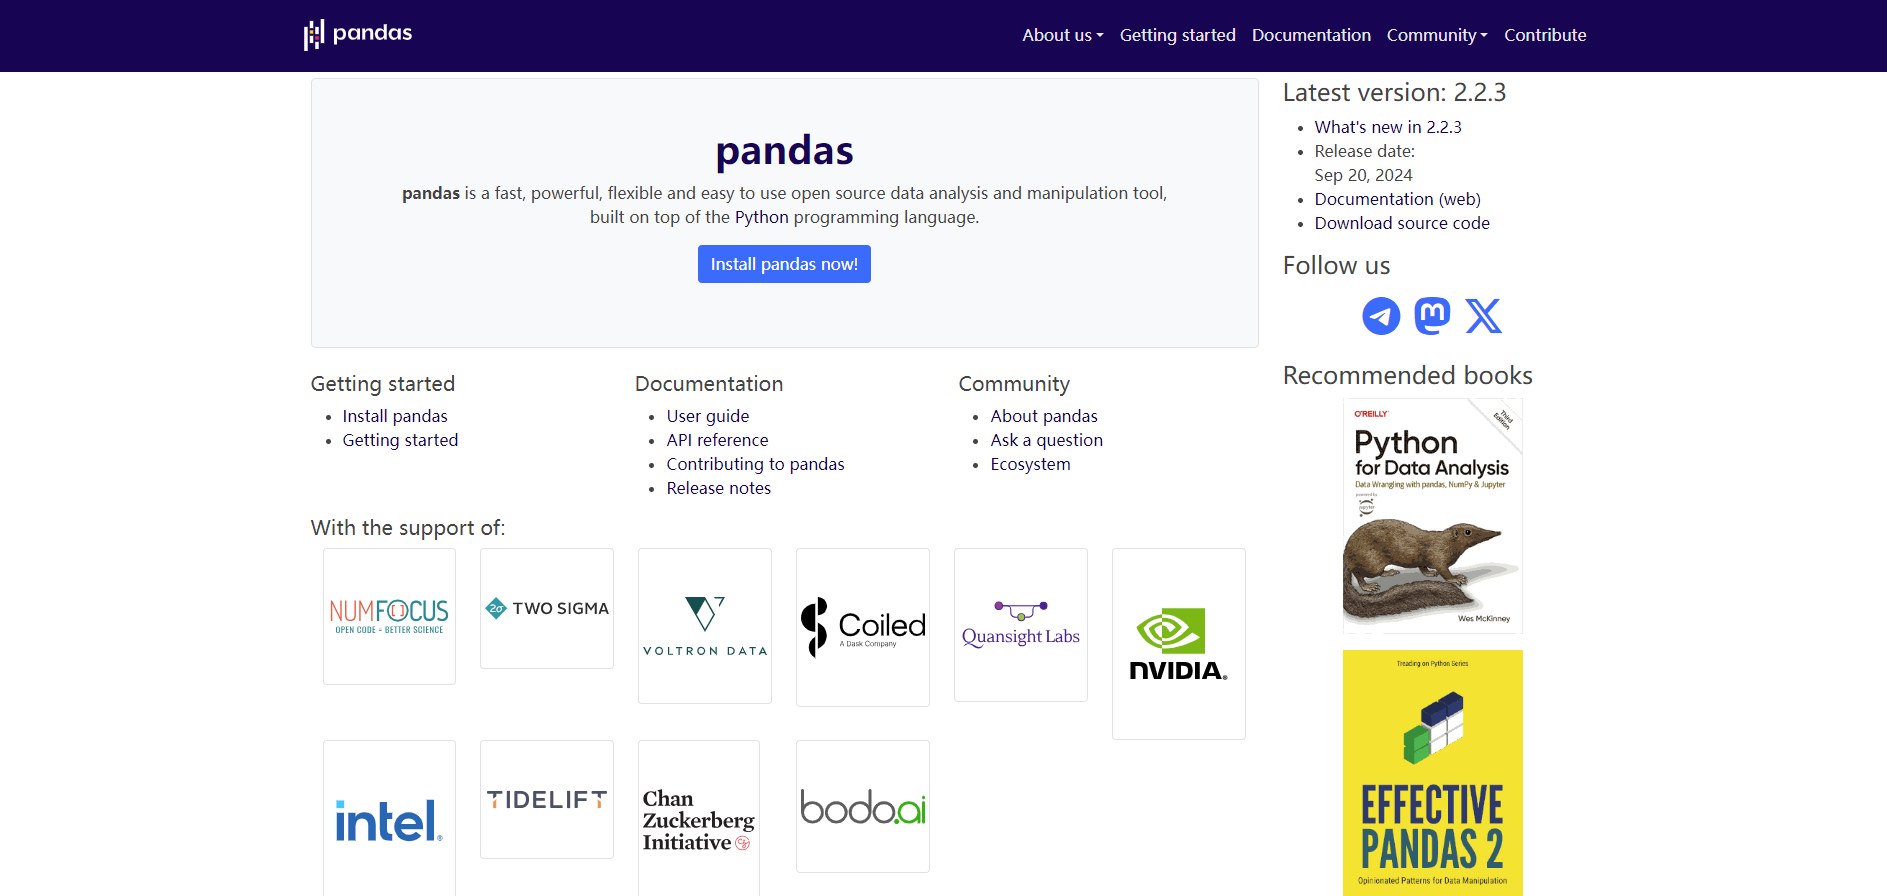 pandas
About us
Getting started
Documentation
Community
Contribute
pandas
pandas is a fast, powerful, flexible and easy to use open source data analysis and manipulation tool,
built on top of the Python programming language.
Install pandas now!
Getting started
Install pandas
Getting started
Documentation
User guide
API reference
Contributing to pandas
Release notes
Community
About pandas
Ask a question
Ecosystem
With the support of:
NUMFOCUS
OPEN CODE = BETTER SCIENCE
2σ TWO SIGMA
VOLTRON DATA
Coiled
A Dask Company
Quansight Labs
NVIDIA®
intel®
TIDELIFT
Chan
Zuckerberg
Initiative
bodo.ai
Latest version: 2.2.3
What's new in 2.2.3
Release date:
Sep 20, 2024
Documentation (web)
Download source code
Follow us
Recommended books
O'REILLY®
Third
Edition
Python
for Data Analysis
Data Wrangling with pandas, NumPy & Jupyter
powered by
jupyter
Wes McKinney
Treading on Python Series
EFFECTIVE
PANDAS 2
Opinionated Patterns for Data Manipulation